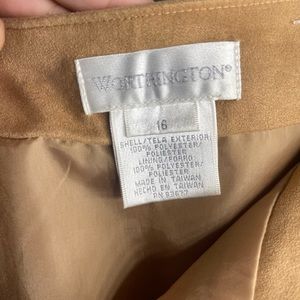 WORTHINGTON®
16
SHELL/TELA EXTERIOR
100% POLYESTER/
POLIESTER
LINING/FORRO:
100% POLYESTER/
POLIESTER
MADE IN TAIWAN
HECHO EN TAIWAN
RN 93677